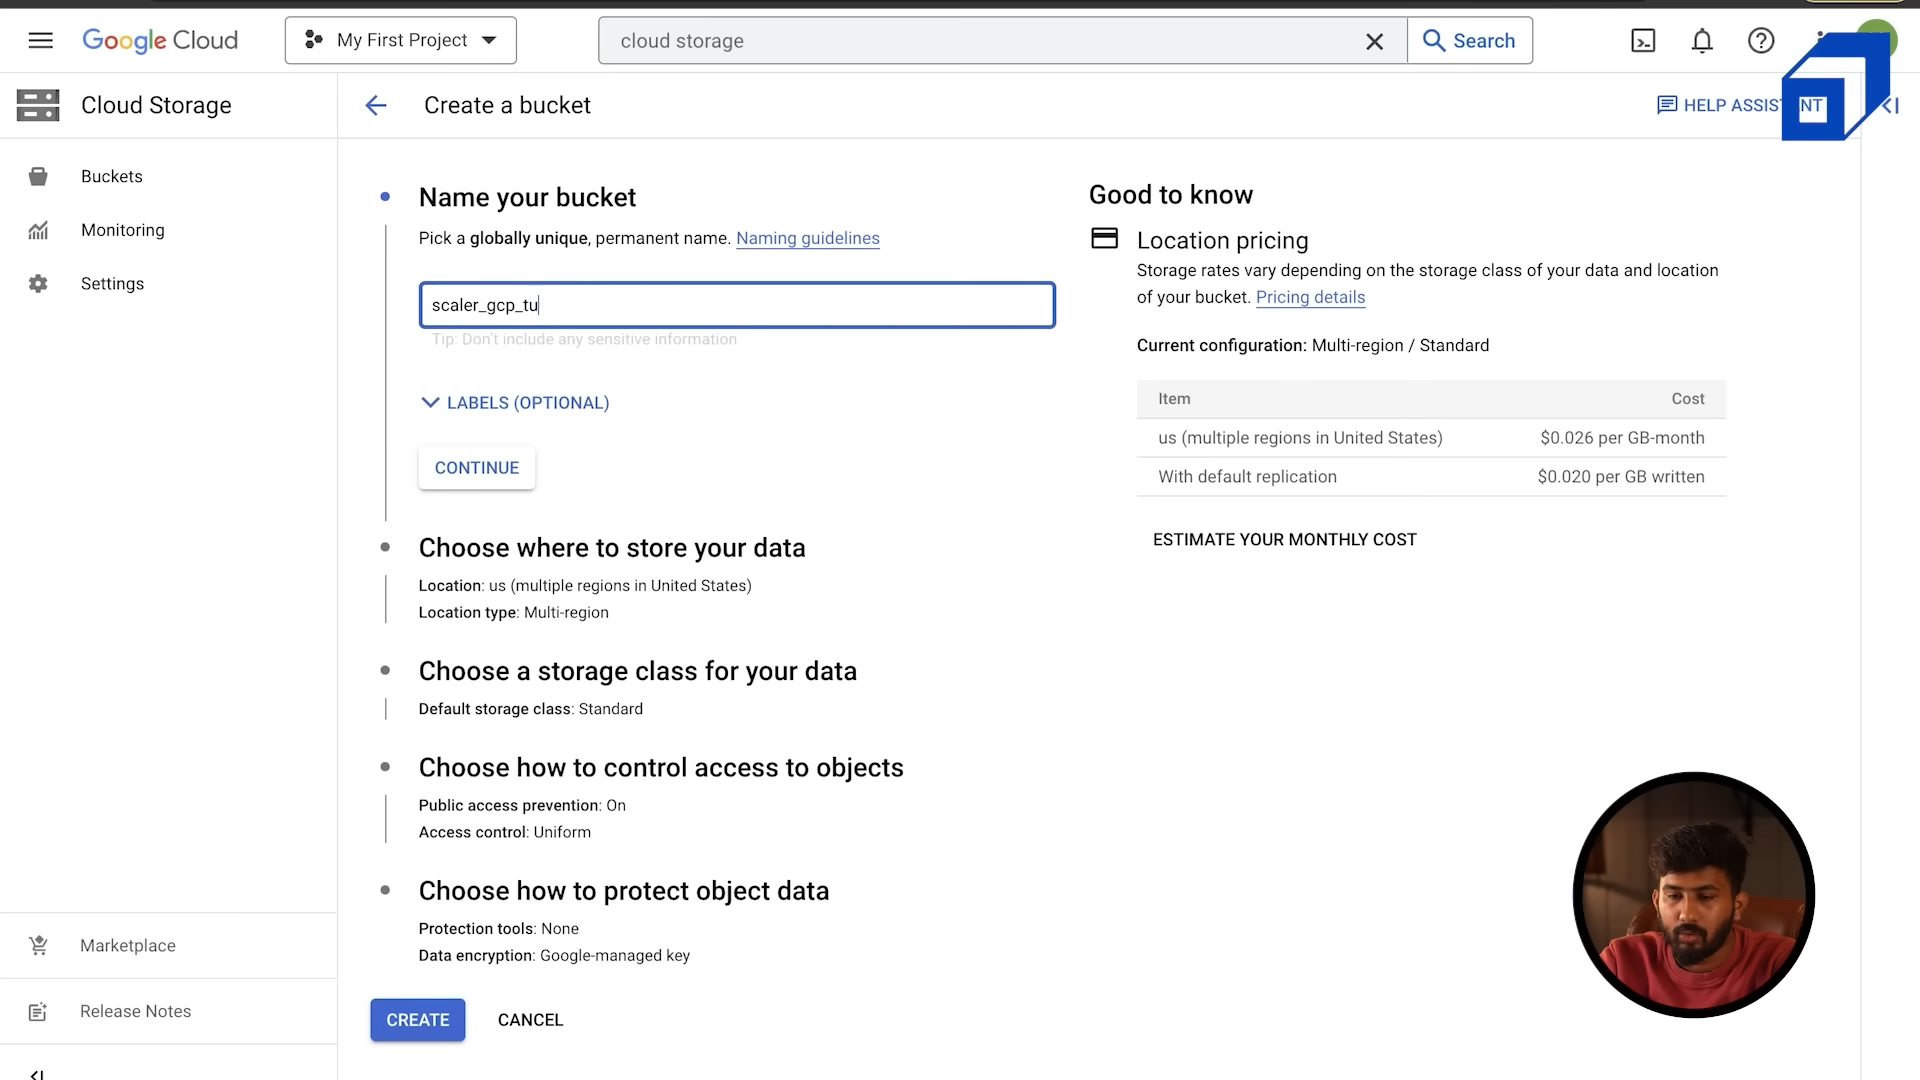 Google Cloud
My First Project
cloud storage
Search
Cloud Storage
Create a bucket
HELP ASSIS NT
Buckets
Monitoring
Settings
Name your bucket
Pick a globally unique, permanent name. Naming guidelines
scaler_gcp_tu
Tip: Don't include any sensitive information
LABELS (OPTIONAL)
CONTINUE
Choose where to store your data
Location: us (multiple regions in United States)
Location type: Multi-region
Choose a storage class for your data
Default storage class: Standard
Choose how to control access to objects
Public access prevention: On
Access control: Uniform
Choose how to protect object data
Protection tools: None
Data encryption: Google-managed key
CREATE
CANCEL
Good to know
Location pricing
Storage rates vary depending on the storage class of your data and location
of your bucket. Pricing details
Current configuration: Multi-region / Standard
Item Cost
us (multiple regions in United States) $0.026 per GB-month
With default replication $0.020 per GB written
ESTIMATE YOUR MONTHLY COST
Marketplace
Release Notes